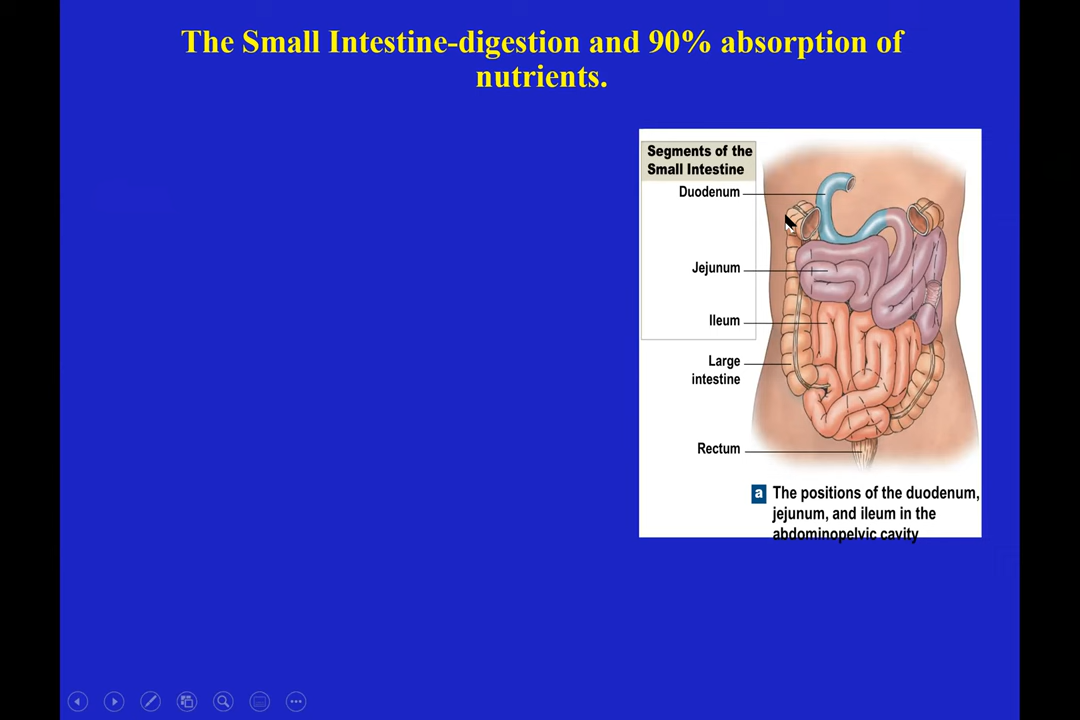 The Small Intestine-digestion and 90% absorption of
nutrients.
Segments of the
Small Intestine
Duodenum
Jejunum
Ileum
Large
intestine
Rectum
a The positions of the duodenum,
jejunum, and ileum in the
abdominopelvic cavity